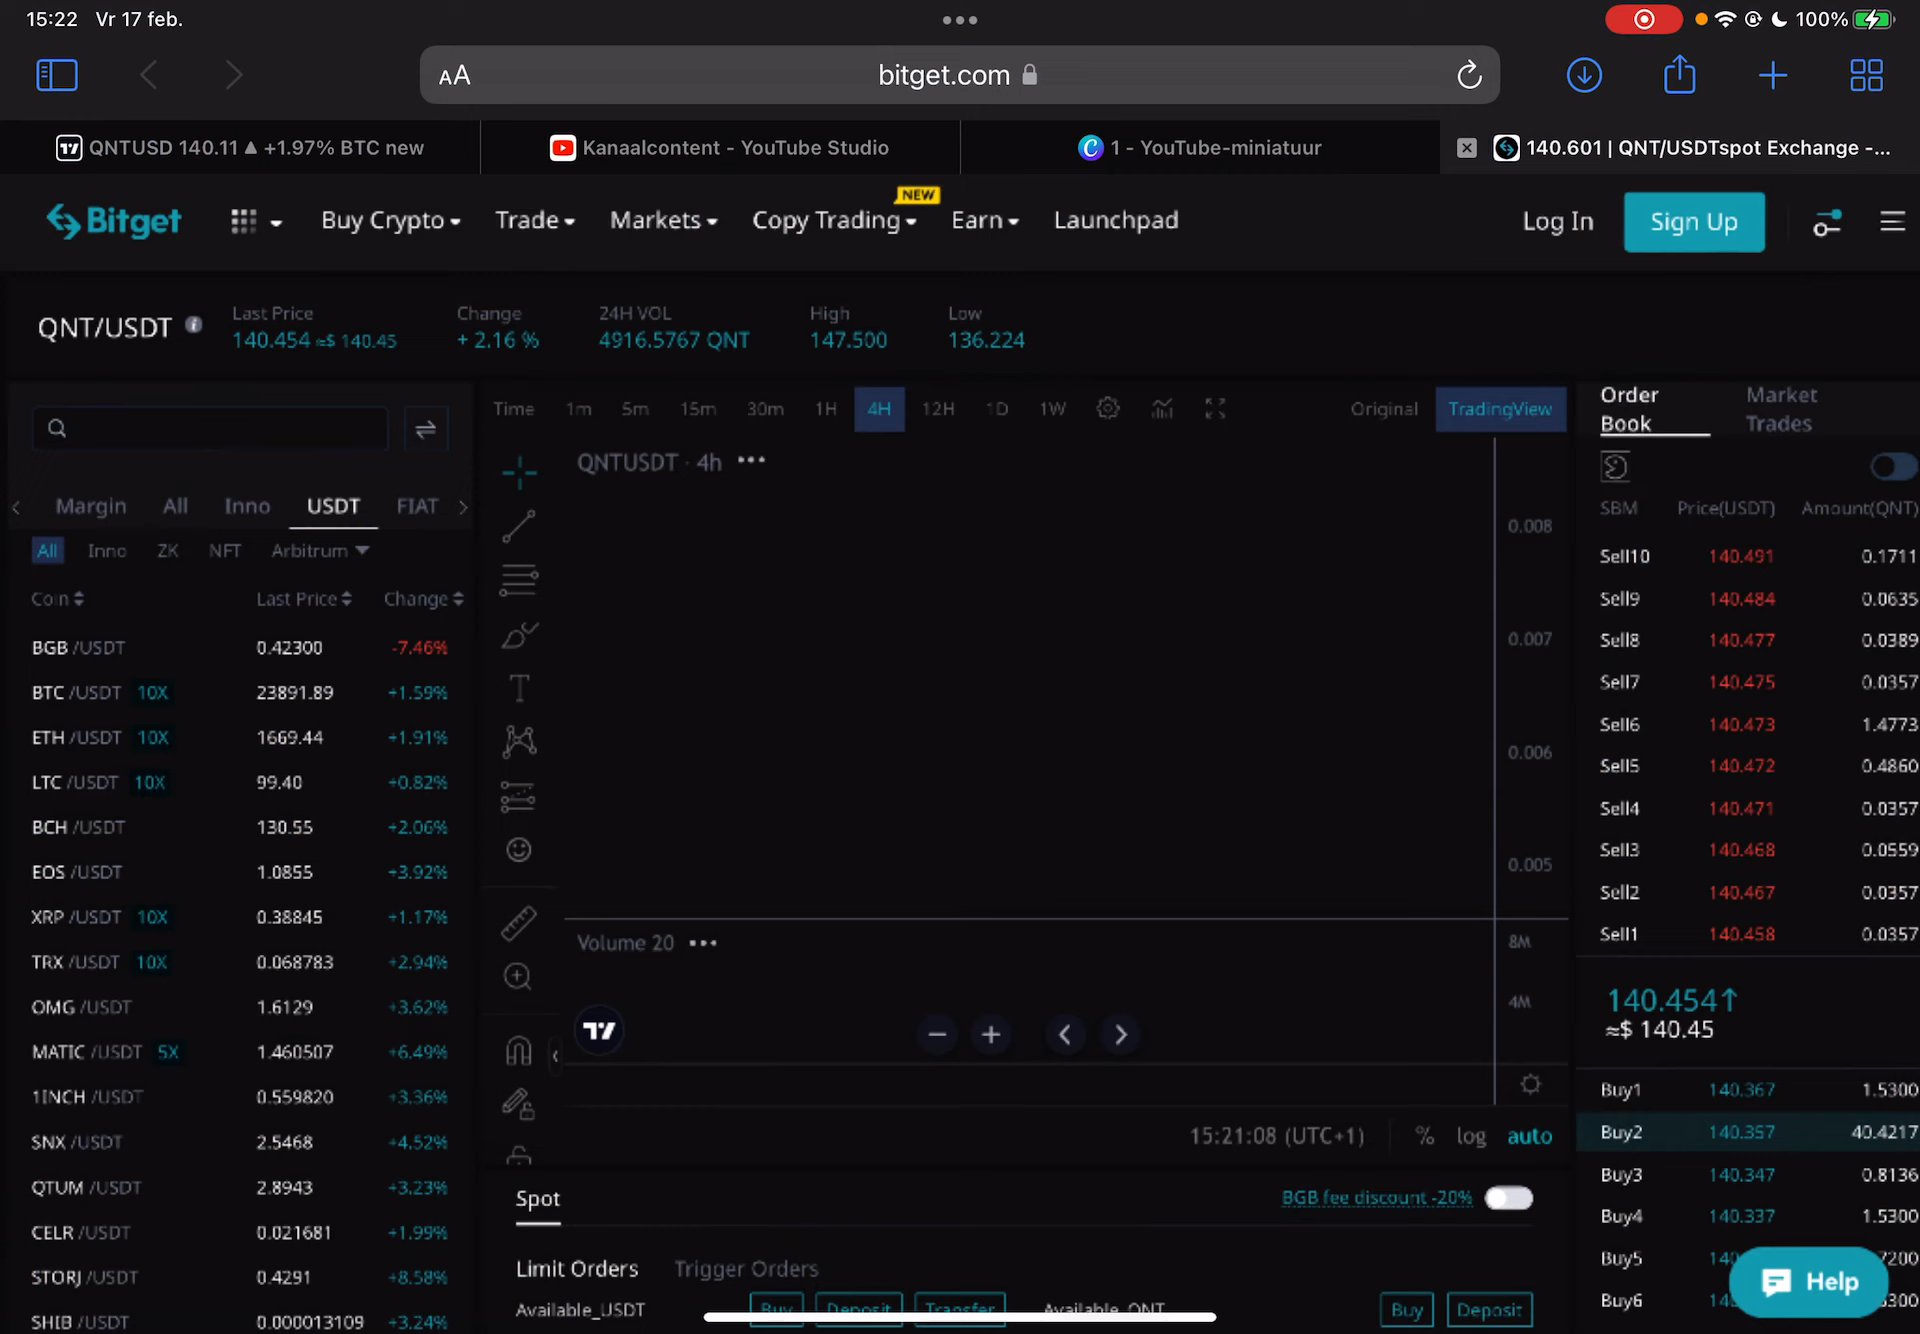 15:22 Vr 17 feb.
100%
AA
bitget.com
QNTUSD 140.11 ▲ +1.97% BTC new
Kanaalcontent - YouTube Studio
1 - YouTube-miniatuur
140.601 | QNT/USDTspot Exchange -...
Bitget
Buy Crypto
Trade
Markets
Copy Trading
NEW
Earn
Launchpad
Log In
Sign Up
QNT/USDT
Last Price
140.454 ≈$ 140.45
Change
+ 2.16 %
24H VOL
4916.5767 QNT
High
147.500
Low
136.224
Margin All Inno USDT FIAT
All Inno ZK NFT Arbitrum
Coin Last Price Change
BGB /USDT 0.42300 -7.46%
BTC /USDT 10X 23891.89 +1.59%
ETH /USDT 10X 1669.44 +1.91%
LTC /USDT 10X 99.40 +0.82%
BCH /USDT 130.55 +2.06%
EOS /USDT 1.0855 +3.92%
XRP /USDT 10X 0.38845 +1.17%
TRX /USDT 10X 0.068783 +2.94%
OMG /USDT 1.6129 +3.62%
MATIC /USDT 5X 1.460507 +6.49%
1INCH /USDT 0.559820 +3.36%
SNX /USDT 2.5468 +4.52%
QTUM /USDT 2.8943 +3.23%
CELR /USDT 0.021681 +1.99%
STORJ /USDT 0.4291 +8.58%
SHIB /USDT 0.000013109 +3.24%
Time 1m 5m 15m 30m 1H 4H 12H 1D 1W
Original TradingView
QNTUSDT · 4h
0.008
0.007
0.006
0.005
Volume 20
8M
4M
15:21:08 (UTC+1) % log auto
Spot
BGB fee discount -20%
Limit Orders Trigger Orders
Available_USDT Buy Deposit Transfer
Available_QNT Buy Deposit
Order Book
Market Trades
SBM Price(USDT) Amount(QNT)
Sell10 140.491 0.1711
Sell9 140.484 0.0635
Sell8 140.477 0.0389
Sell7 140.475 0.0357
Sell6 140.473 1.4773
Sell5 140.472 0.4860
Sell4 140.471 0.0357
Sell3 140.468 0.0559
Sell2 140.467 0.0357
Sell1 140.458 0.0357
140.454↑
≈$ 140.45
Buy1 140.367 1.5300
Buy2 140.357 40.4217
Buy3 140.347 0.8136
Buy4 140.337 1.5300
Buy5
Buy6
Help